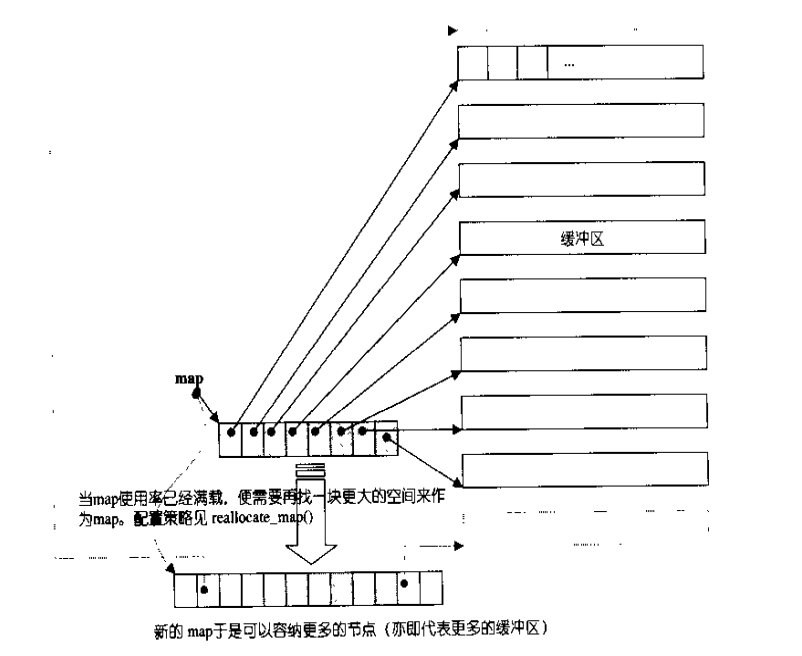 ...
缓冲区
map
当map使用率已经满载，便需要再找一块更大的空间来作
为map。配置策略见 reallocate_map()
新的 map于是可以容纳更多的节点（亦即代表更多的缓冲区）